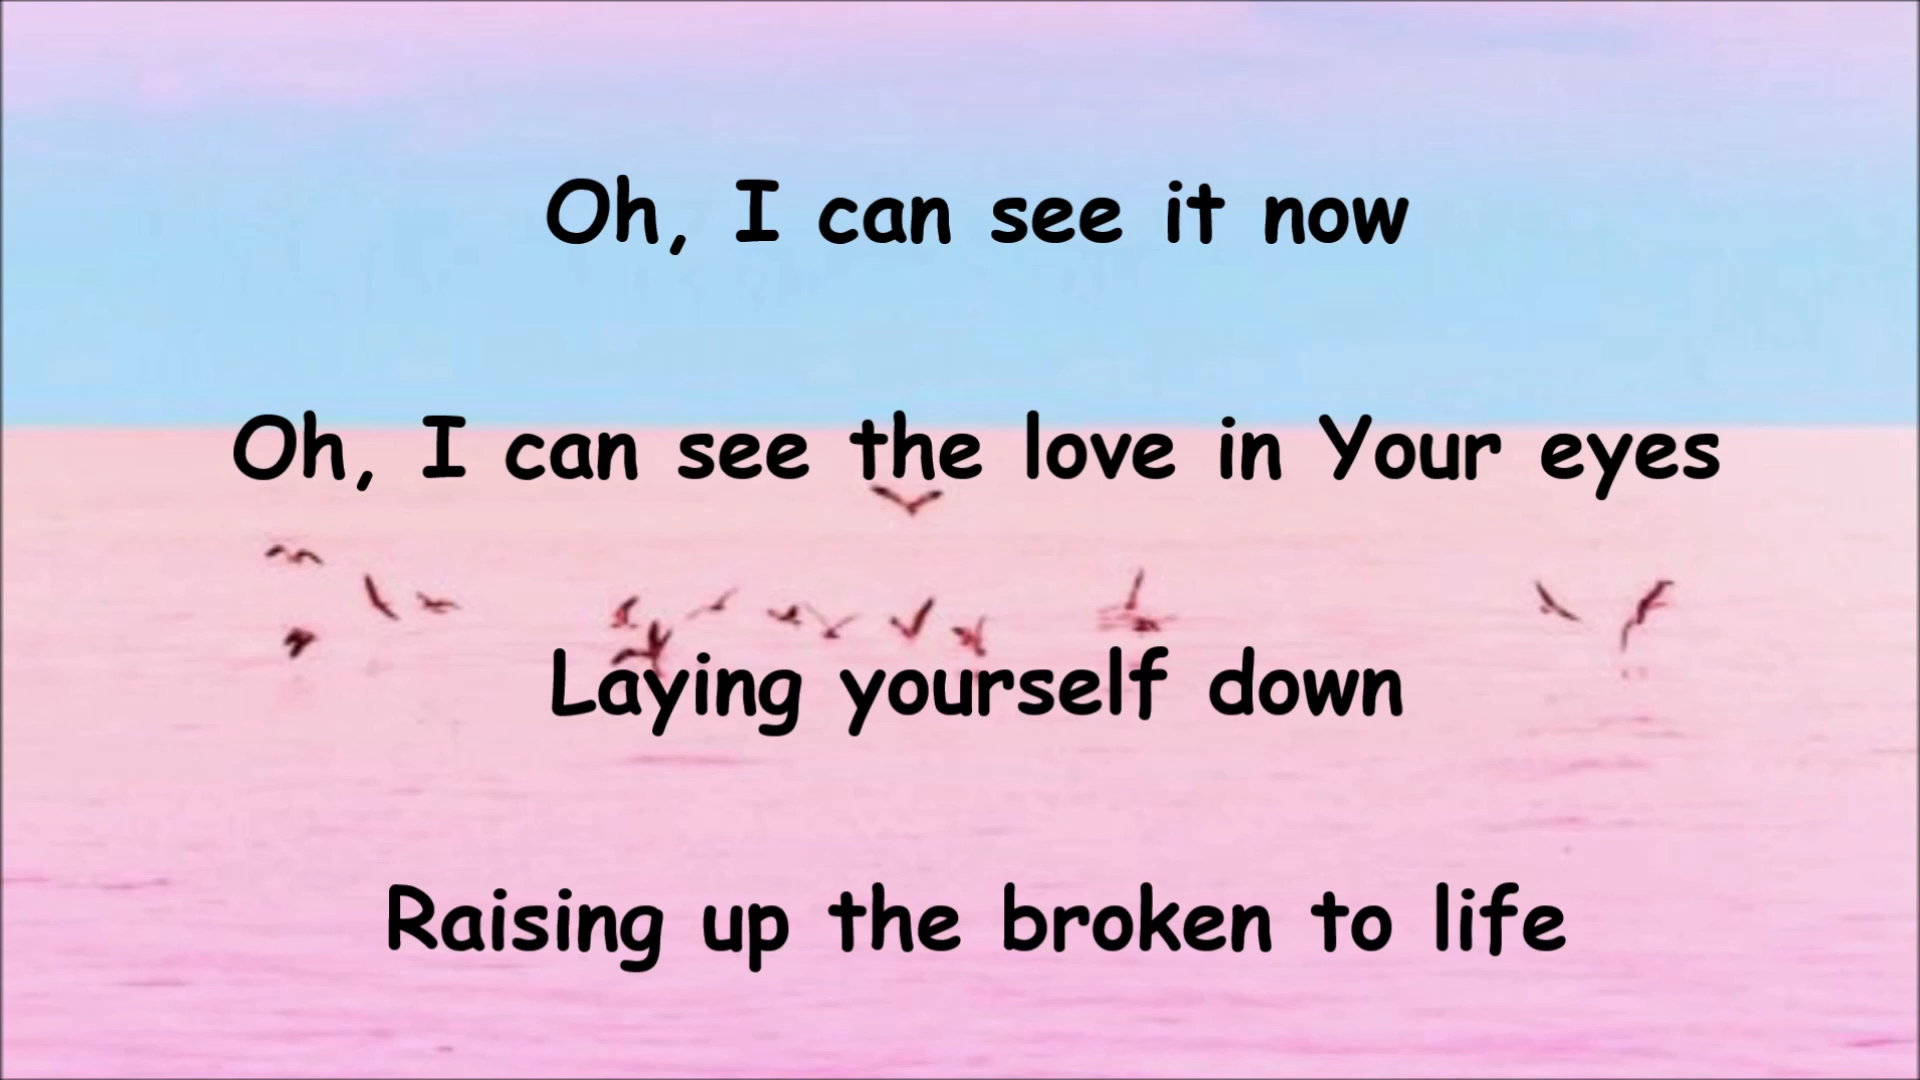 Oh, I can see it now
Oh, I can see the love in Your eyes
Laying yourself down
Raising up the broken to life